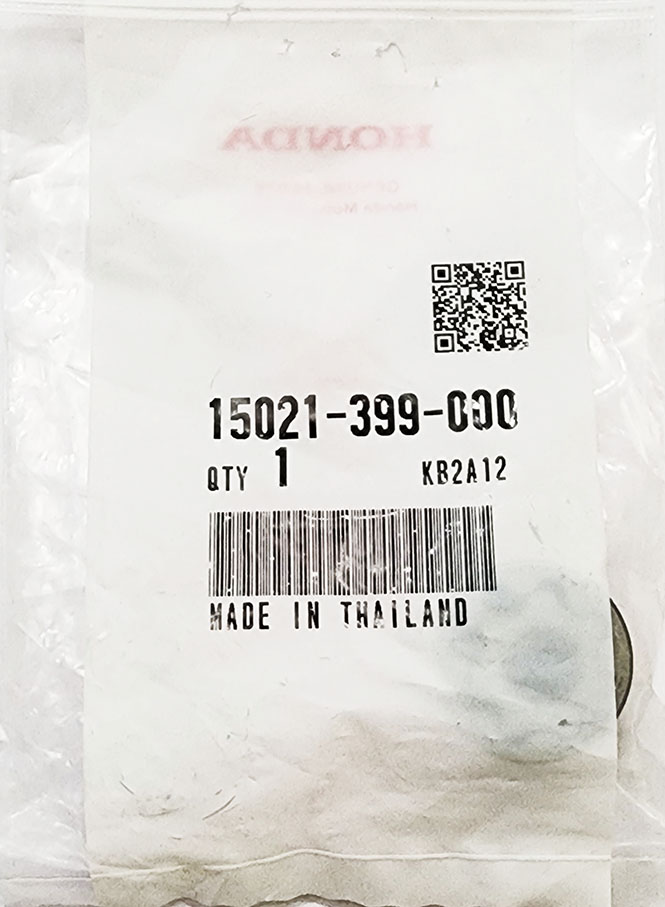 HONDA
15021-399-000
QTY 1 KB2A12
MADE IN THAILAND